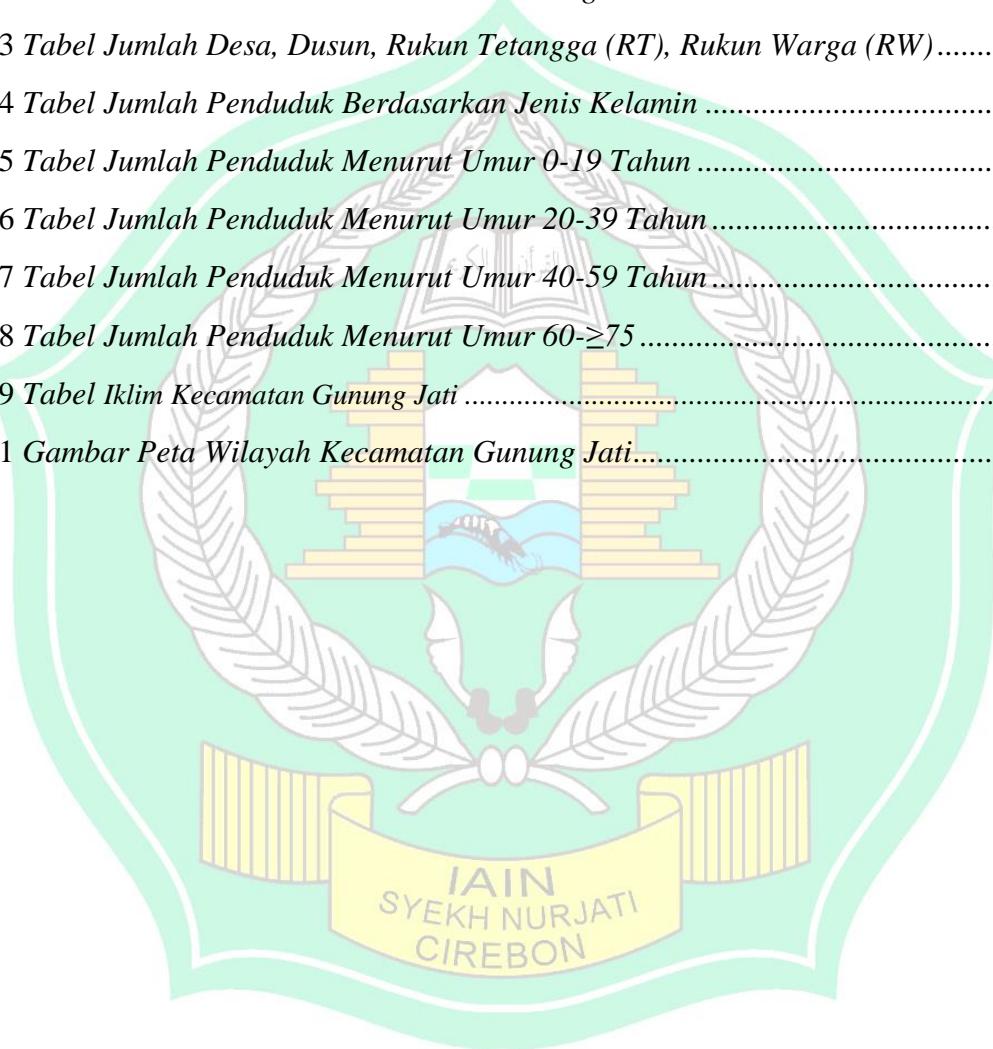 3 Tabel Jumlah Desa, Dusun, Rukun Tetangga (RT), Rukun Warga (RW).......
4 Tabel Jumlah Penduduk Berdasarkan Jenis Kelamin ....................................
5 Tabel Jumlah Penduduk Menurut Umur 0-19 Tahun .....................................
6 Tabel Jumlah Penduduk Menurut Umur 20-39 Tahun...................................
7 Tabel Jumlah Penduduk Menurut Umur 40-59 Tahun...................................
8 Tabel Jumlah Penduduk Menurut Umur 60-≥75............................................
9 Tabel Iklim Kecamatan Gunung Jati ...................................................................
1 Gambar Peta Wilayah Kecamatan Gunung Jati.............................................
IAIN
SYEKH NURJATI
CIREBON